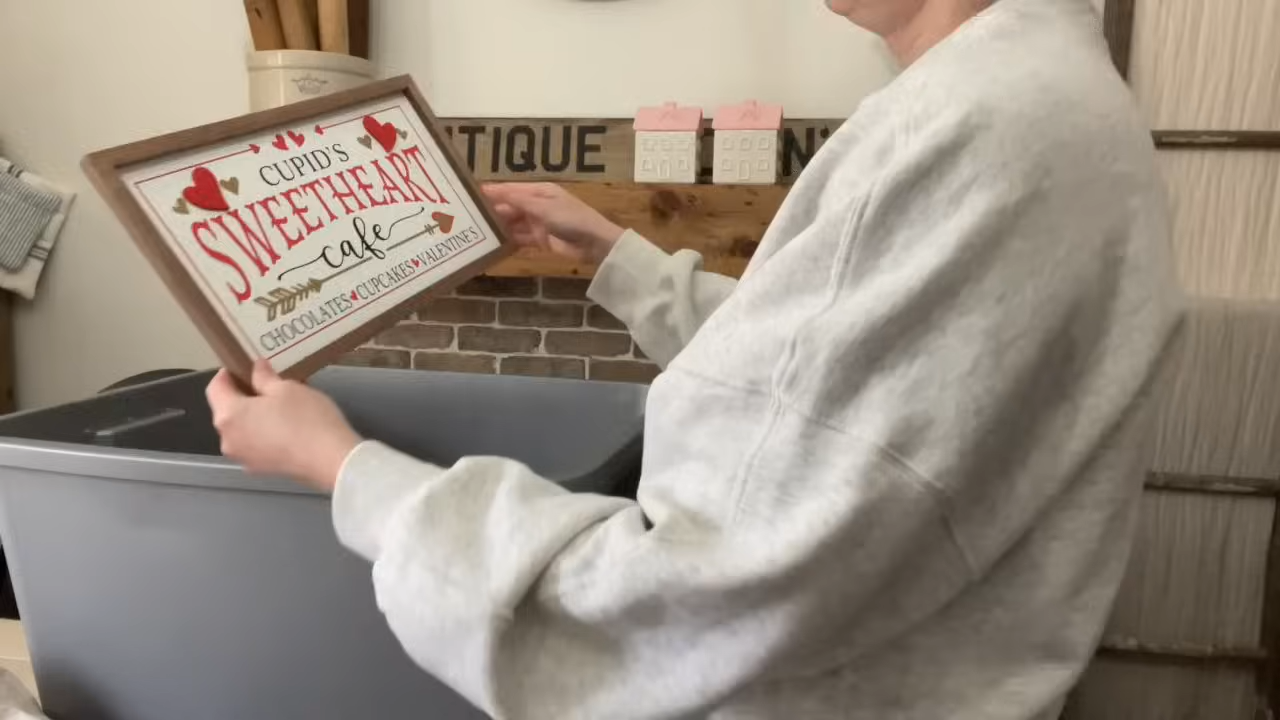 CUPID'S
SWEETHEART
cafe
CHOCOLATES♥CUPCAKES♥VALENTINE'S
TIQUE